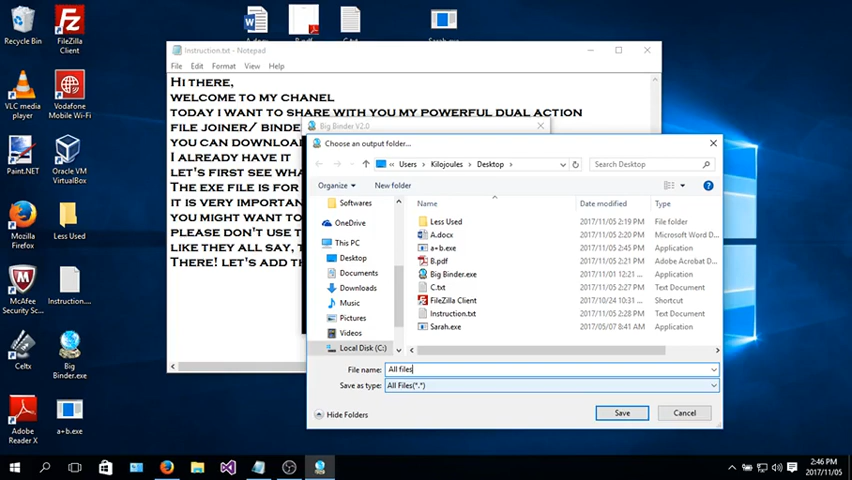 Recycle Bin
FileZilla Client
A.docx
B.pdf
C.txt
Sarah.exe
VLC media player
Vodafone Mobile Wi-Fi
Paint.NET
Oracle VM VirtualBox
Mozilla Firefox
Less Used
McAfee Security Sc...
Instruction....
Celtx
Big Binder.exe
Adobe Reader X
a+b.exe
Instruction.txt - Notepad
File Edit Format View Help
Hi there,
welcome to my chanel
today i want to share with you my powerful dual action
file joiner/ binde
you can download
I already have it
let's first see wha
The exe file is for
it is very importan
you might want to
please don't use t
like they all say, t
There! let's add th
Big Binder V2.0
Choose an output folder...
« Users > Kilojoules > Desktop >
Search Desktop
Organize New folder
Softwares
OneDrive
This PC
Desktop
Documents
Downloads
Music
Pictures
Videos
Local Disk (C:)
Name Date modified Type
Less Used 2017/11/05 2:19 PM File folder
A.docx 2017/11/05 2:20 PM Microsoft Word D...
a+b.exe 2017/11/05 2:45 PM Application
B.pdf 2017/11/05 2:21 PM Adobe Acrobat D...
Big Binder.exe 2017/11/01 12:21 ... Application
C.txt 2017/11/05 2:27 PM Text Document
FileZilla Client 2017/10/24 10:31 ... Shortcut
Instruction.txt 2017/11/05 2:28 PM Text Document
Sarah.exe 2017/05/07 8:41 AM Application
File name: All files
Save as type: All Files(*.*)
Hide Folders
Save Cancel
2:46 PM
2017/11/05